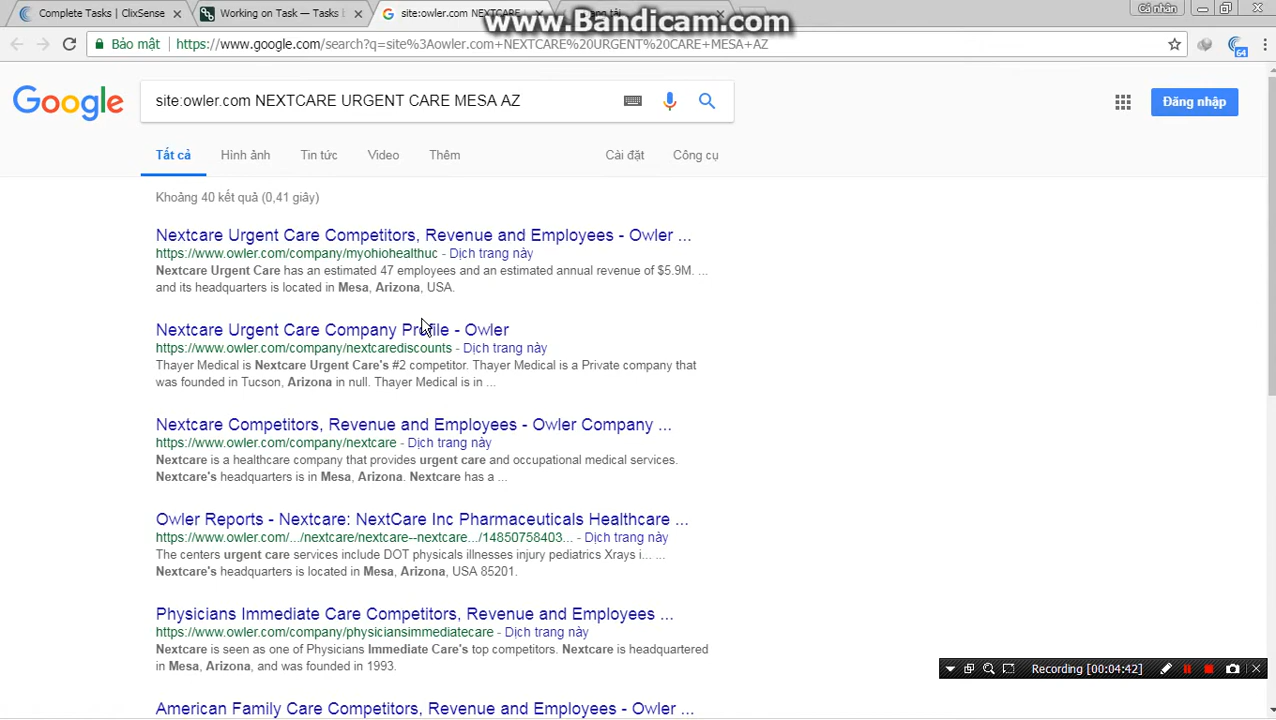 Complete Tasks | ClixSense
Working on Task — Tasks b
site:owler.com NEXTCARE
www.Bandicam.com
Cá nhân
Bảo mật
https://www.google.com/search?q=site%3Aowler.com+NEXTCARE%20URGENT%20CARE+MESA+AZ
64
Google
site:owler.com NEXTCARE URGENT CARE MESA AZ
Đăng nhập
Tất cả Hình ảnh Tin tức Video Thêm Cài đặt Công cụ
Khoảng 40 kết quả (0,41 giây)
Nextcare Urgent Care Competitors, Revenue and Employees - Owler ...
https://www.owler.com/company/myohiohealthuc - Dịch trang này
Nextcare Urgent Care has an estimated 47 employees and an estimated annual revenue of $5.9M. ...
and its headquarters is located in Mesa, Arizona, USA.
Nextcare Urgent Care Company Profile - Owler
https://www.owler.com/company/nextcarediscounts - Dịch trang này
Thayer Medical is Nextcare Urgent Care's #2 competitor. Thayer Medical is a Private company that
was founded in Tucson, Arizona in null. Thayer Medical is in ...
Nextcare Competitors, Revenue and Employees - Owler Company ...
https://www.owler.com/company/nextcare - Dịch trang này
Nextcare is a healthcare company that provides urgent care and occupational medical services.
Nextcare's headquarters is in Mesa, Arizona. Nextcare has a ...
Owler Reports - Nextcare: NextCare Inc Pharmaceuticals Healthcare ...
https://www.owler.com/.../nextcare/nextcare--nextcare.../14850758403... - Dịch trang này
The centers urgent care services include DOT physicals illnesses injury pediatrics Xrays i... ...
Nextcare's headquarters is located in Mesa, Arizona, USA 85201.
Physicians Immediate Care Competitors, Revenue and Employees ...
https://www.owler.com/company/physiciansimmediatecare - Dịch trang này
Nextcare is seen as one of Physicians Immediate Care's top competitors. Nextcare is headquartered
in Mesa, Arizona, and was founded in 1993.
Recording [00:04:42]
American Family Care Competitors, Revenue and Employees - Owler ...